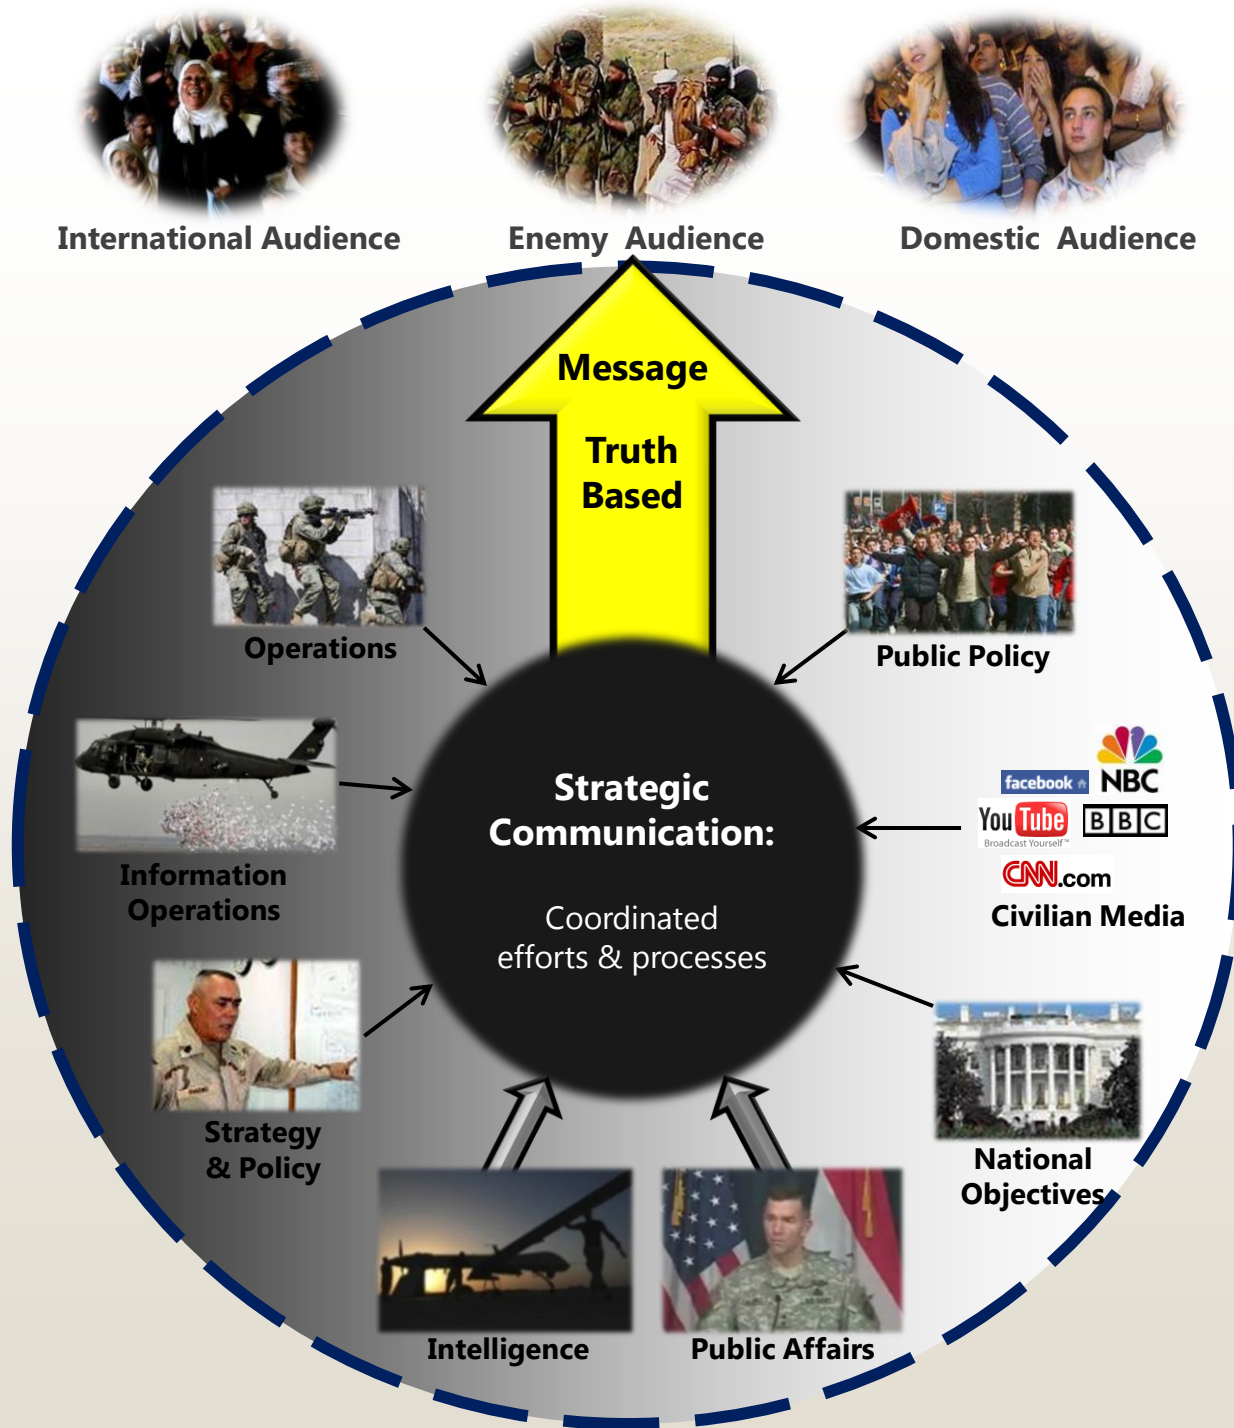 International Audience
Enemy Audience
Domestic Audience
Message
Truth
Based
Operations
Public Policy
Information
Operations
Strategic
Communication:
Coordinated
efforts & processes
facebook
NBC
YouTube
Broadcast Yourself™
BBC
CNN.com
Civilian Media
Strategy
& Policy
National
Objectives
Intelligence
Public Affairs